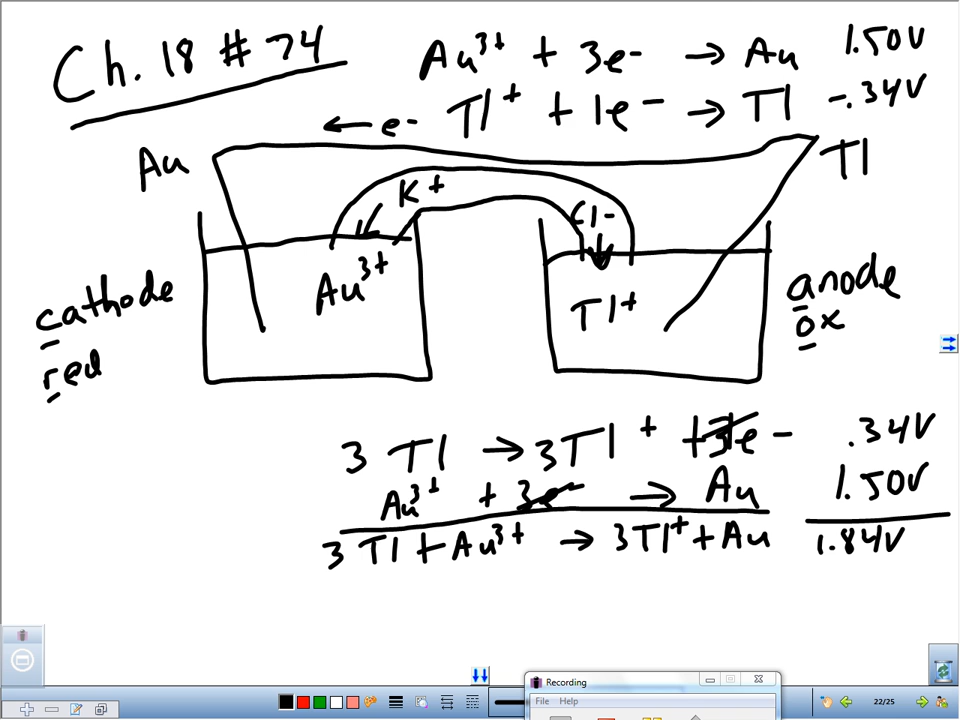 Ch. 18 # 74
Au³⁺ + 3e- → Au 1.50V
Tl⁺ + 1e- → Tl -.34V
← e-
Au
Tl
K+
Cl-
Au³⁺
Tl+
cathode
red
anode
ox
3 Tl → 3Tl⁺ + 3e- .34V
Au³⁺ + 3e- → Au 1.50V
3 Tl + Au³⁺ → 3Tl⁺ + Au 1.84V
Recording
File Help
22/25